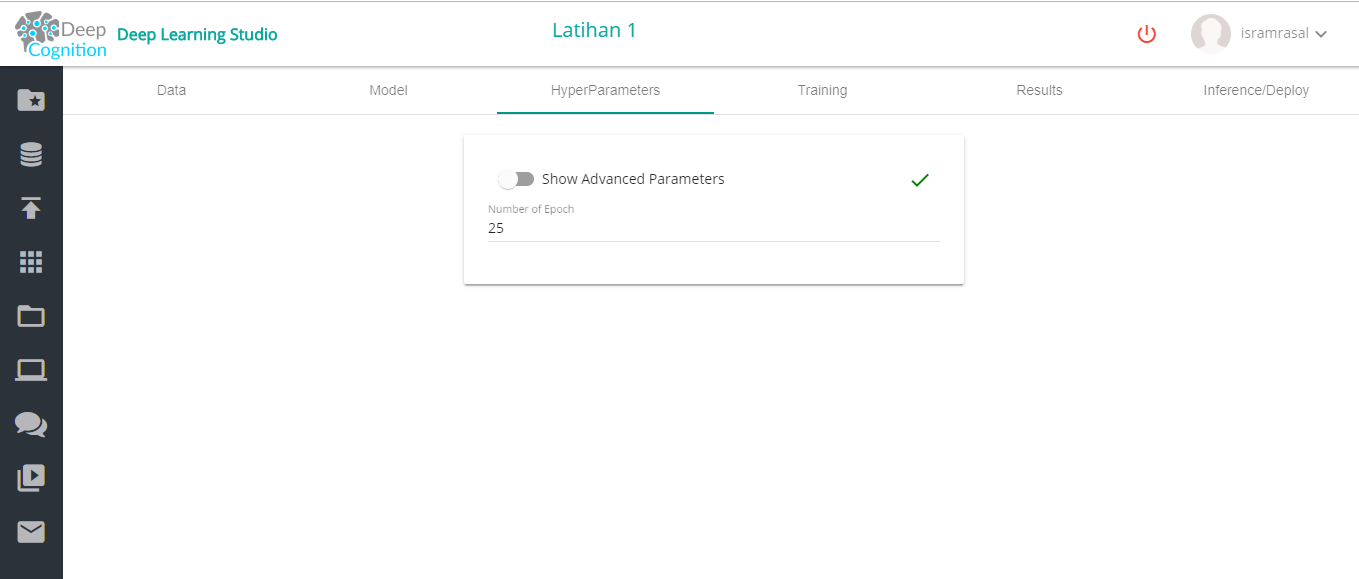 Deep
Cognition
Deep Learning Studio
Latihan 1
isramrasal
Data
Model
HyperParameters
Training
Results
Inference/Deploy
Show Advanced Parameters
Number of Epoch
25